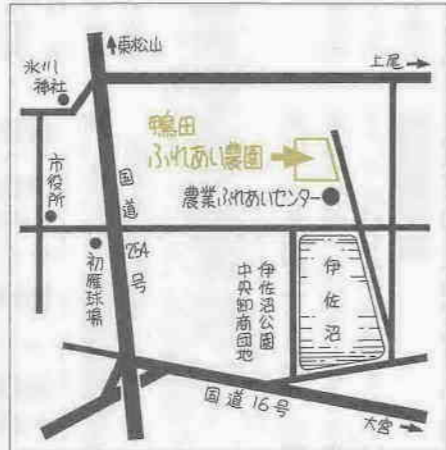 東松山
上尾
氷川
神社
鴨田
ふれあい農園
市役所
国道254号
農業ふれあいセンター
初雁球場
伊佐沼公園
中央卸商団地
伊佐沼
国道16号
大宮